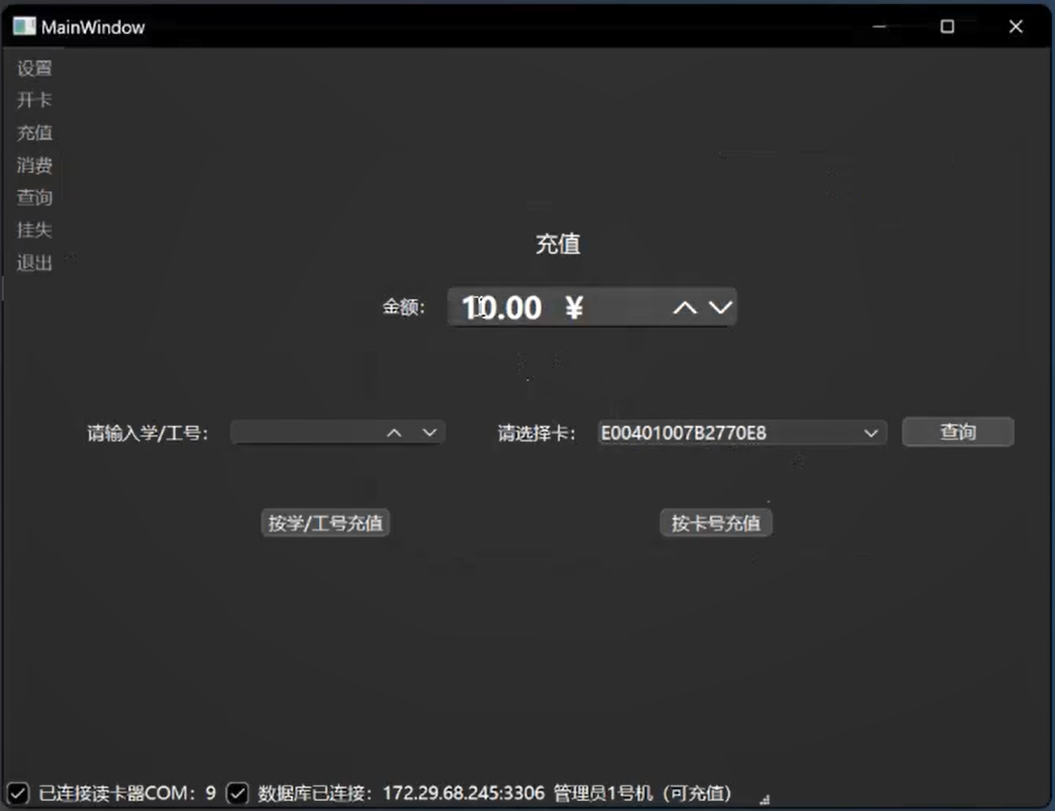 MainWindow
设置
开卡
充值
消费
查询
挂失
退出
充值
金额： 10.00 ¥
请输入学/工号： 请选择卡： E00401007B2770E8 查询
按学/工号充值 按卡号充值
已连接读卡器COM：9 数据库已连接：172.29.68.245:3306 管理员1号机（可充值）